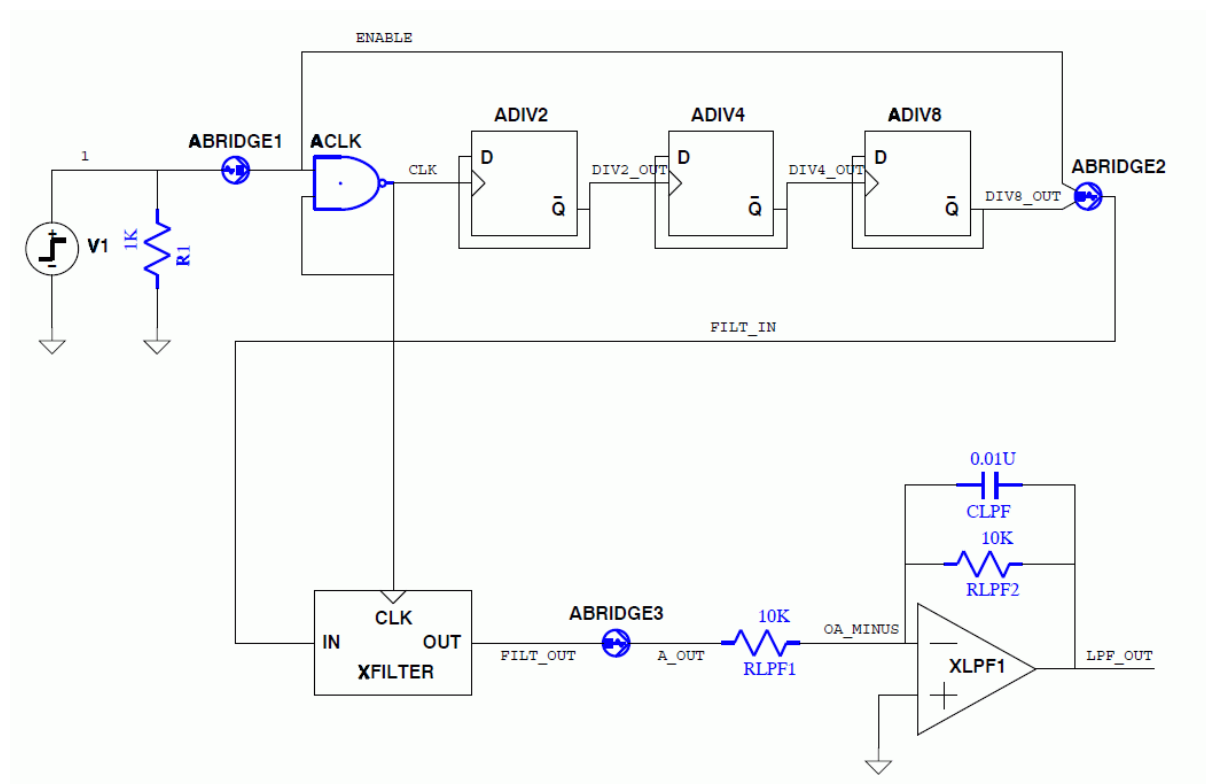 ENABLE
ADIV2
ADIV4
ADIV8
ABRIDGE1
ACLK
1
CLK
D
DIV2_OUT
D
DIV4_OUT
D
ABRIDGE2
DIV8_OUT
Q̄
Q̄
Q̄
V1
1K
R1
FILT_IN
0.01U
CLPF
10K
RLPF2
CLK
IN
OUT
XFILTER
FILT_OUT
ABRIDGE3
A_OUT
10K
RLPF1
OA_MINUS
XLPF1
LPF_OUT